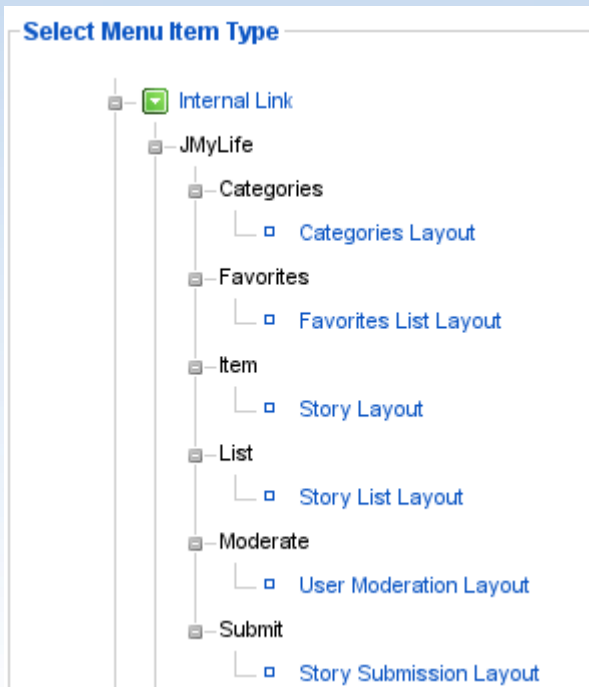 Select Menu Item Type
Internal Link
JMyLife
Categories
Categories Layout
Favorites
Favorites List Layout
Item
Story Layout
List
Story List Layout
Moderate
User Moderation Layout
Submit
Story Submission Layout